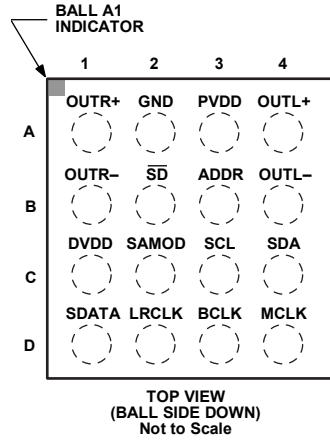 BALL A1
INDICATOR
1 2 3 4
OUTR+ GND PVDD OUTL+
A
OUTR– S̅D̅ ADDR OUTL–
B
DVDD SAMOD SCL SDA
C
SDATA LRCLK BCLK MCLK
D
TOP VIEW
(BALL SIDE DOWN)
Not to Scale